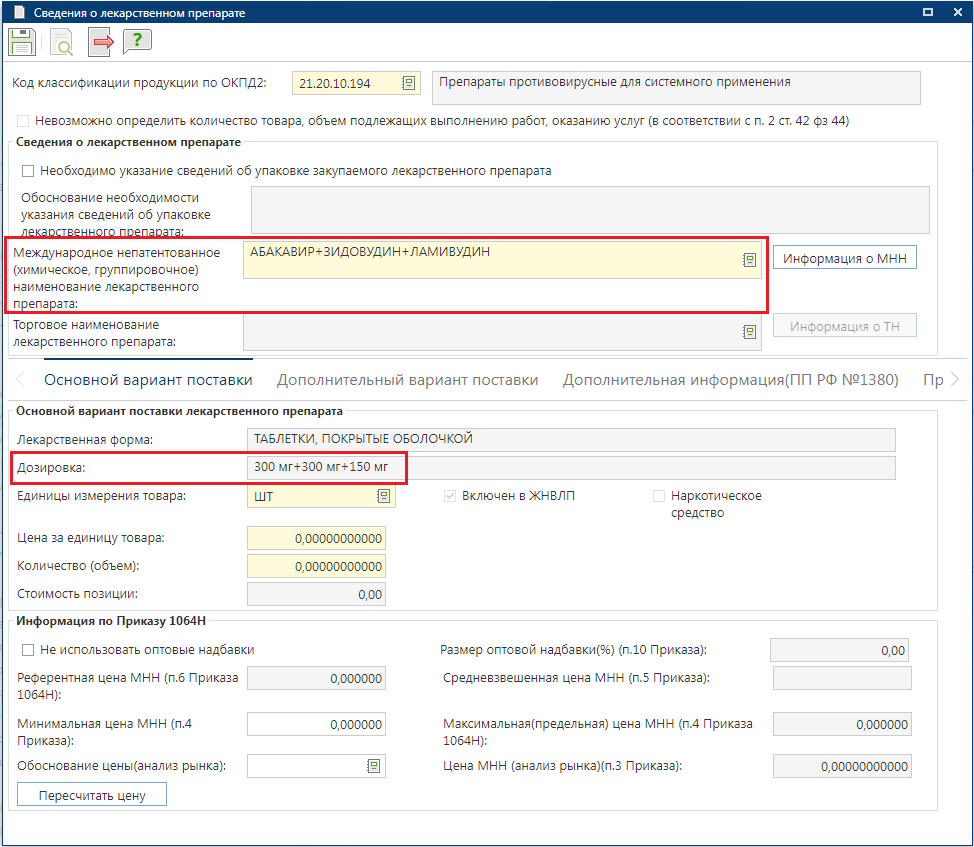 Сведения о лекарственном препарате
?
Код классификации продукции по ОКПД2: 21.20.10.194 Препараты противовирусные для системного применения
Невозможно определить количество товара, объем подлежащих выполнению работ, оказанию услуг (в соответствии с п. 2 ст. 42 фз 44)
Сведения о лекарственном препарате
Необходимо указание сведений об упаковке закупаемого лекарственного препарата
Обоснование необходимости
указания сведений об упаковке
лекарственного препарата:
Международное непатентованное
(химическое, группировочное)
наименование лекарственного
препарата:
АБАКАВИР+ЗИДОВУДИН+ЛАМИВУДИН
Информация о МНН
Торговое наименование
лекарственного препарата:
Информация о ТН
Основной вариант поставки Дополнительный вариант поставки Дополнительная информация(ПП РФ №1380) Пр
Основной вариант поставки лекарственного препарата
Лекарственная форма: ТАБЛЕТКИ, ПОКРЫТЫЕ ОБОЛОЧКОЙ
Дозировка: 300 мг+300 мг+150 мг
Единицы измерения товара: ШТ Включен в ЖНВЛП
Наркотическое
средство
Цена за единицу товара: 0,00000000000
Количество (объем): 0,00000000000
Стоимость позиции: 0,00
Информация по Приказу 1064Н
Не использовать оптовые надбавки Размер оптовой надбавки(%) (п.10 Приказа): 0,00
Референтная цена МНН (п.6 Приказа
1064Н):
0,000000
Средневзвешенная цена МНН (п.5 Приказа):
Минимальная цена МНН (п.4
Приказа):
0,000000
Максимальная(предельная) цена МНН (п.4 Приказа
1064Н):
0,000000
Обоснование цены(анализ рынка): Цена МНН (анализ рынка)(п.3 Приказа): 0,00000000000
Пересчитать цену